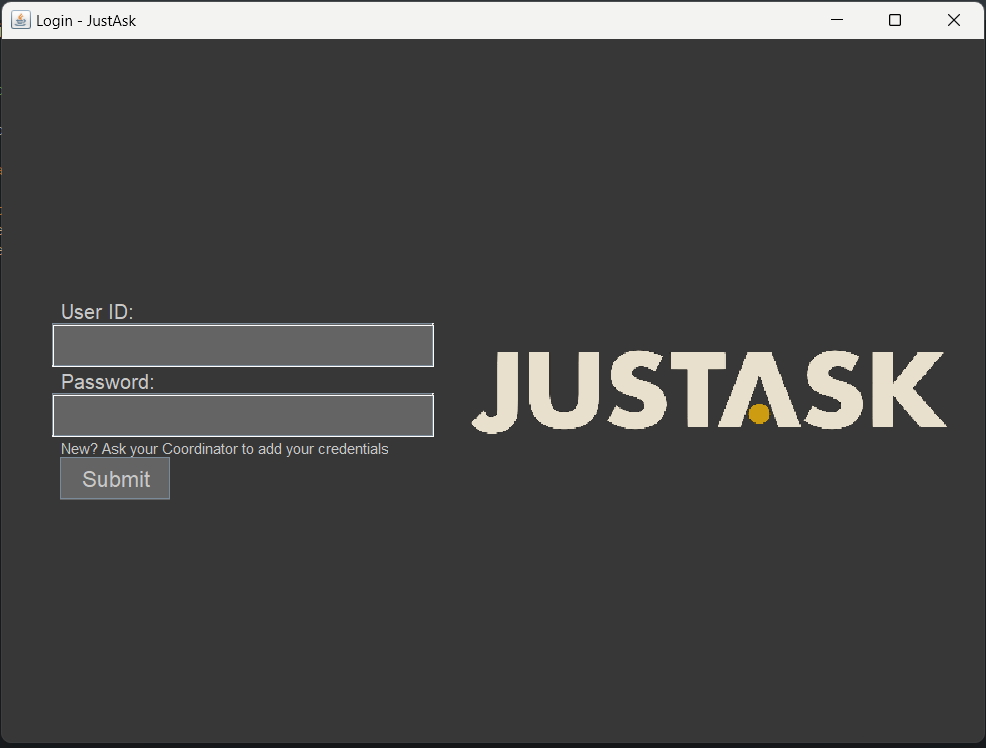 Login - JustAsk
User ID:
Password:
New? Ask your Coordinator to add your credentials
Submit
JUSTASK